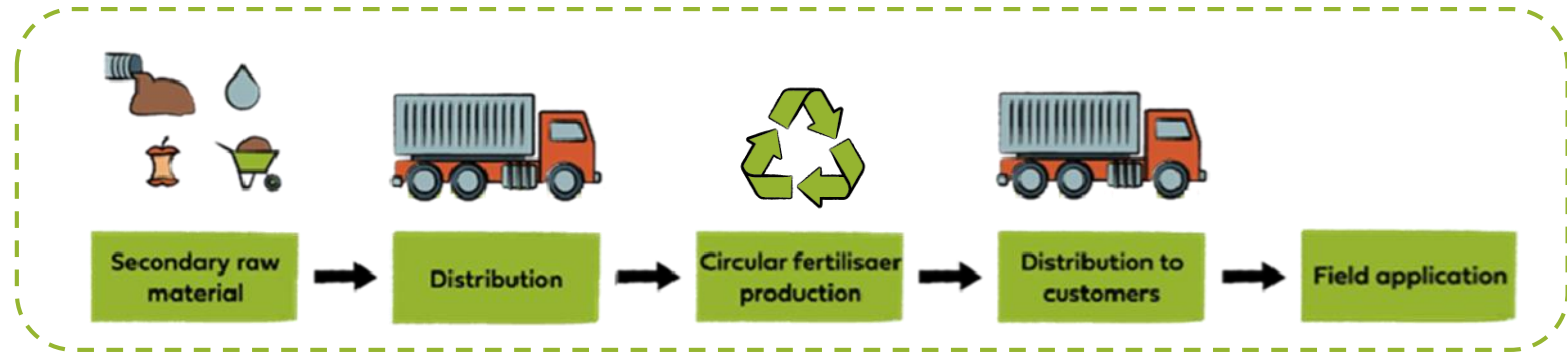 Secondary raw
material
Distribution
Circular fertilisaer
production
Distribution to
customers
Field application